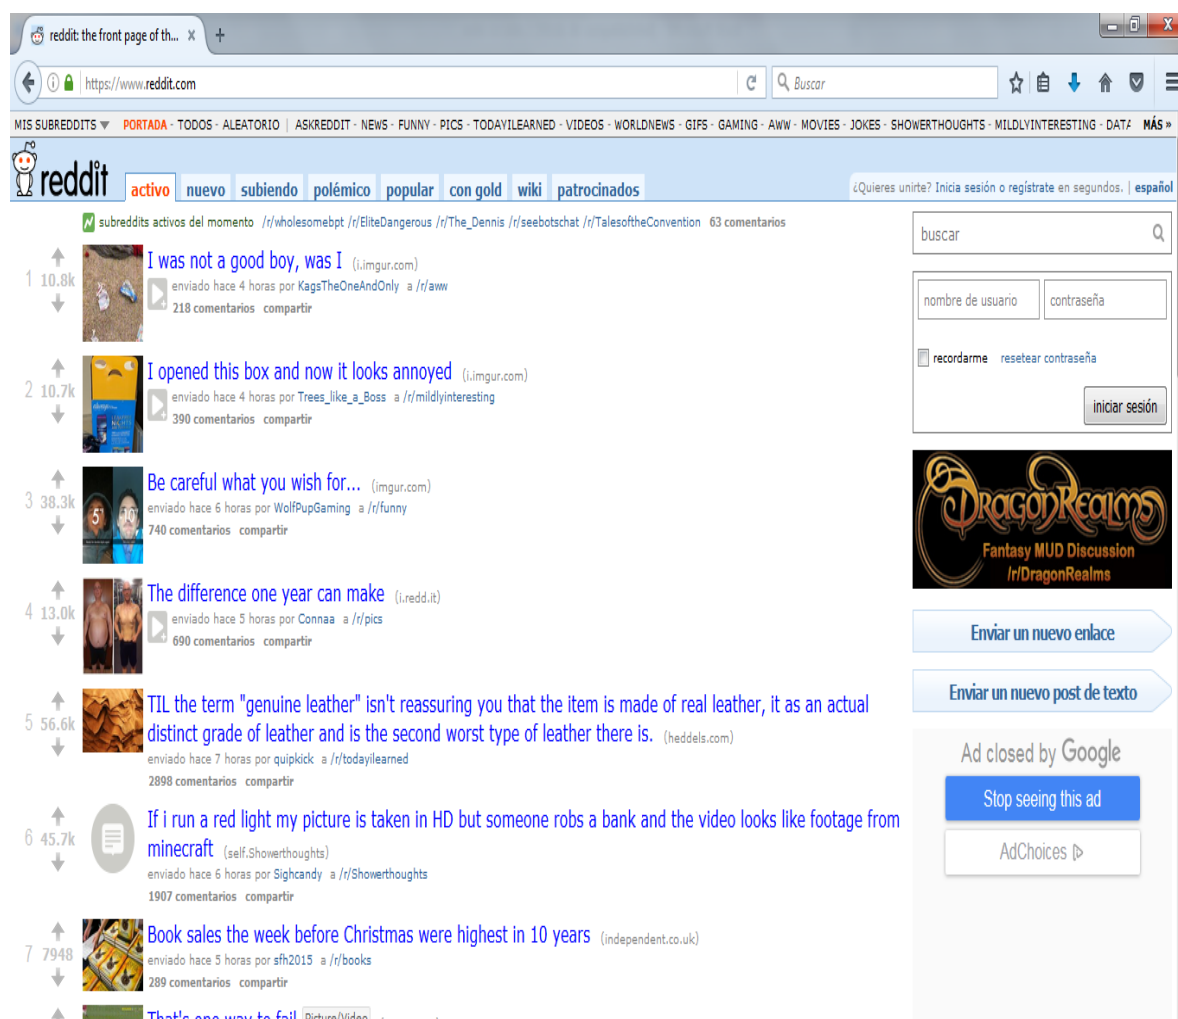 reddit: the front page of th...
https://www.reddit.com
Buscar
MIS SUBREDDITS PORTADA - TODOS - ALEATORIO | ASKREDDIT - NEWS - FUNNY - PICS - TODAYILEARNED - VIDEOS - WORLDNEWS - GIFS - GAMING - AWW - MOVIES - JOKES - SHOWERTHOUGHTS - MILDLYINTERESTING - DATA MÁS »
reddit activo nuevo subiendo polémico popular con gold wiki patrocinados
¿Quieres unirte? Inicia sesión o regístrate en segundos. | español
subreddits activos del momento /r/wholesomebpt /r/EliteDangerous /r/The_Dennis /r/seebotschat /r/TalesoftheConvention 63 comentarios
1 10.8k
I was not a good boy, was I (i.imgur.com)
enviado hace 4 horas por KagsTheOneAndOnly a /r/aww
218 comentarios compartir
2 10.7k
I opened this box and now it looks annoyed (i.imgur.com)
enviado hace 4 horas por Trees_like_a_Boss a /r/mildlyinteresting
390 comentarios compartir
3 38.3k
Be careful what you wish for... (imgur.com)
enviado hace 6 horas por WolfPupGaming a /r/funny
740 comentarios compartir
4 13.0k
The difference one year can make (i.redd.it)
enviado hace 5 horas por Connaa a /r/pics
690 comentarios compartir
5 56.6k
TIL the term "genuine leather" isn't reassuring you that the item is made of real leather, it as an actual
distinct grade of leather and is the second worst type of leather there is. (heddels.com)
enviado hace 7 horas por quipkick a /r/todayilearned
2898 comentarios compartir
6 45.7k
If i run a red light my picture is taken in HD but someone robs a bank and the video looks like footage from
minecraft (self.Showerthoughts)
enviado hace 6 horas por Sighcandy a /r/Showerthoughts
1907 comentarios compartir
7 7948
Book sales the week before Christmas were highest in 10 years (independent.co.uk)
enviado hace 5 horas por sfh2015 a /r/books
289 comentarios compartir
That's one way to fail Picture/Video
buscar
nombre de usuario contraseña
recordarme resetear contraseña
iniciar sesión
DragonRealms
Fantasy MUD Discussion
/r/DragonRealms
Enviar un nuevo enlace
Enviar un nuevo post de texto
Ad closed by Google
Stop seeing this ad
AdChoices